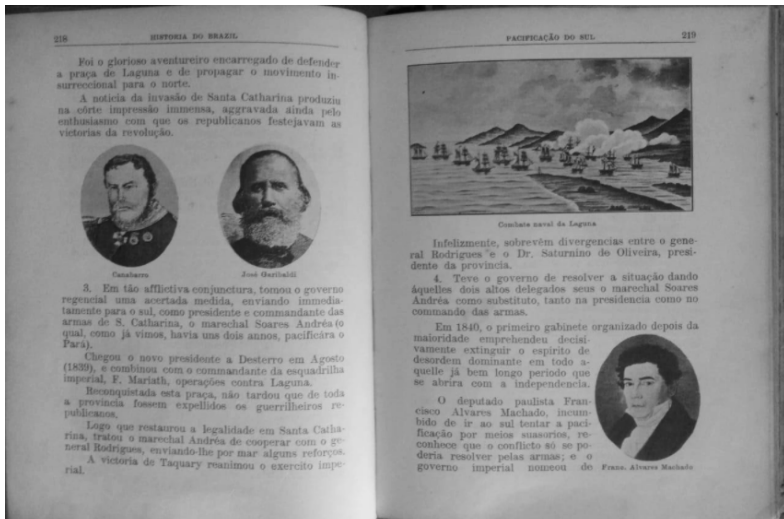 218
HISTORIA DO BRAZIL
Foi o glorioso aventureiro encarregado de defender
a praça de Laguna e de propagar o movimento in-
surreccional para o norte.
A noticia da invasão de Santa Catharina produziu
na côrte impressão immensa, aggravada ainda pelo
enthusiasmo com que os republicanos festejavam as
victorias da revolução.
Canabarro
José Garibaldi
3. Em tão afflictiva conjunctura, tomou o governo
regencial uma acertada medida, enviando immedia-
tamente para o sul, como presidente e commandante das
armas de S. Catharina, o marechal Soares Andréa (o
qual, como já vimos, havia uns dois annos, pacificára o
Pará).
Chegou o novo presidente a Desterro em Agosto
(1839), e combinou com o commandante da esquadrilha
imperial, F. Mariath, operações contra Laguna.
Reconquistada esta praça, não tardou que de toda
a provincia fossem expellidos os guerrilheiros re-
publicanos.
Logo que restaurou a legalidade em Santa Catha-
rina, tratou o marechal Andréa de cooperar com o ge-
neral Rodrigues, enviando-lhe por mar alguns reforços.
A victoria de Taquary reanimou o exercito impe-
rial.
PACIFICAÇÃO DO SUL
219
Combate naval da Laguna
Infelizmente, sobrevêm divergencias entre o gene-
ral Rodrigues e o Dr. Saturnino de Oliveira, presi-
dente da provincia.
4. Teve o governo de resolver a situação dando
áquelles dois altos delegados seus o marechal Soares
Andréa como substituto, tanto na presidencia como no
commando das armas.
Em 1840, o primeiro gabinete organizado depois da
maioridade emprehendeu decisi-
vamente extinguir o espirito de
desordem dominante em todo a-
quelle já bem longo periodo que
se abrira com a independencia.
O deputado paulista Fran-
cisco Alvares Machado, incum-
bido de ir ao sul tentar a paci-
ficação por meios suasorios, re-
conhece que o conflicto só se po-
deria resolver pelas armas; e o
governo imperial nomeou de
Franc. Alvares Machado